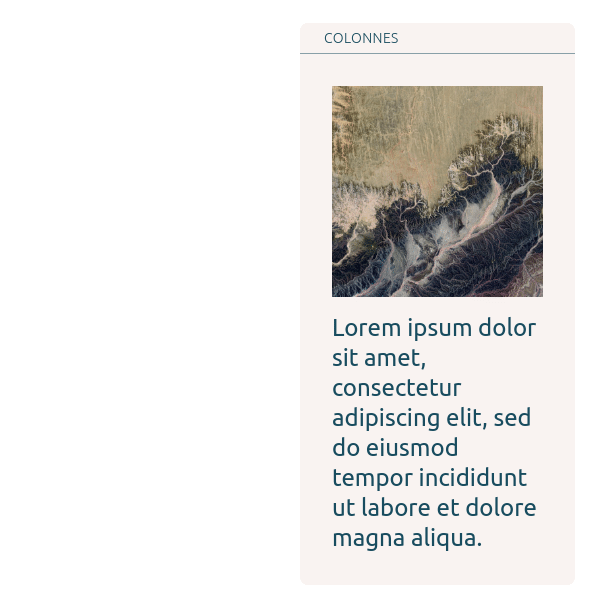 COLONNES
Lorem ipsum dolor
sit amet,
consectetur
adipiscing elit, sed
do eiusmod
tempor incididunt
ut labore et dolore
magna aliqua.